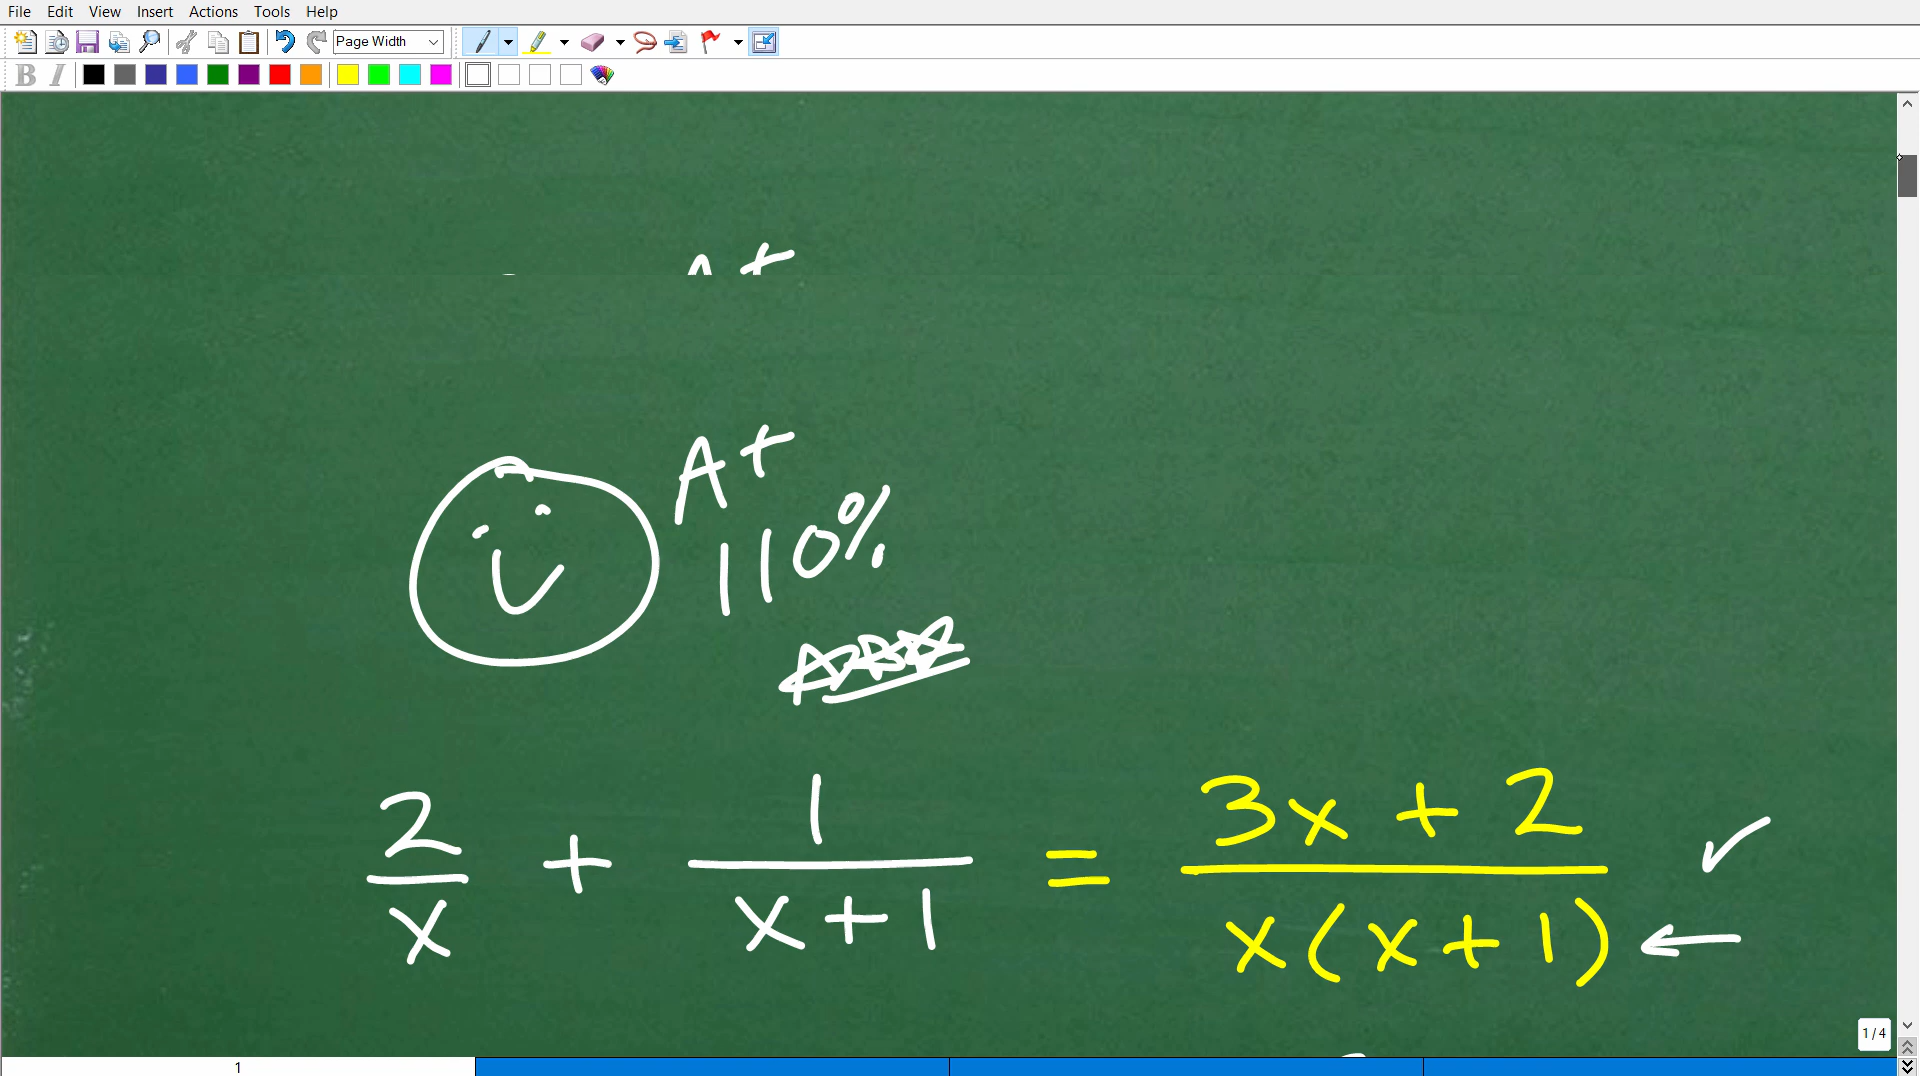 File Edit View Insert Actions Tools Help
Page Width
B I
A+
110%
2/x + 1/x+1 = 3x + 2/x(x+1)
1 / 4
1